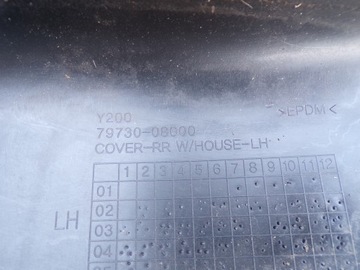 Y200
79730-08000
COVER-RR W/HOUSE-LH
>EPDM<
1 2 3 4 5 6 7 8 9 10 11 12
01
02
LH 03
04